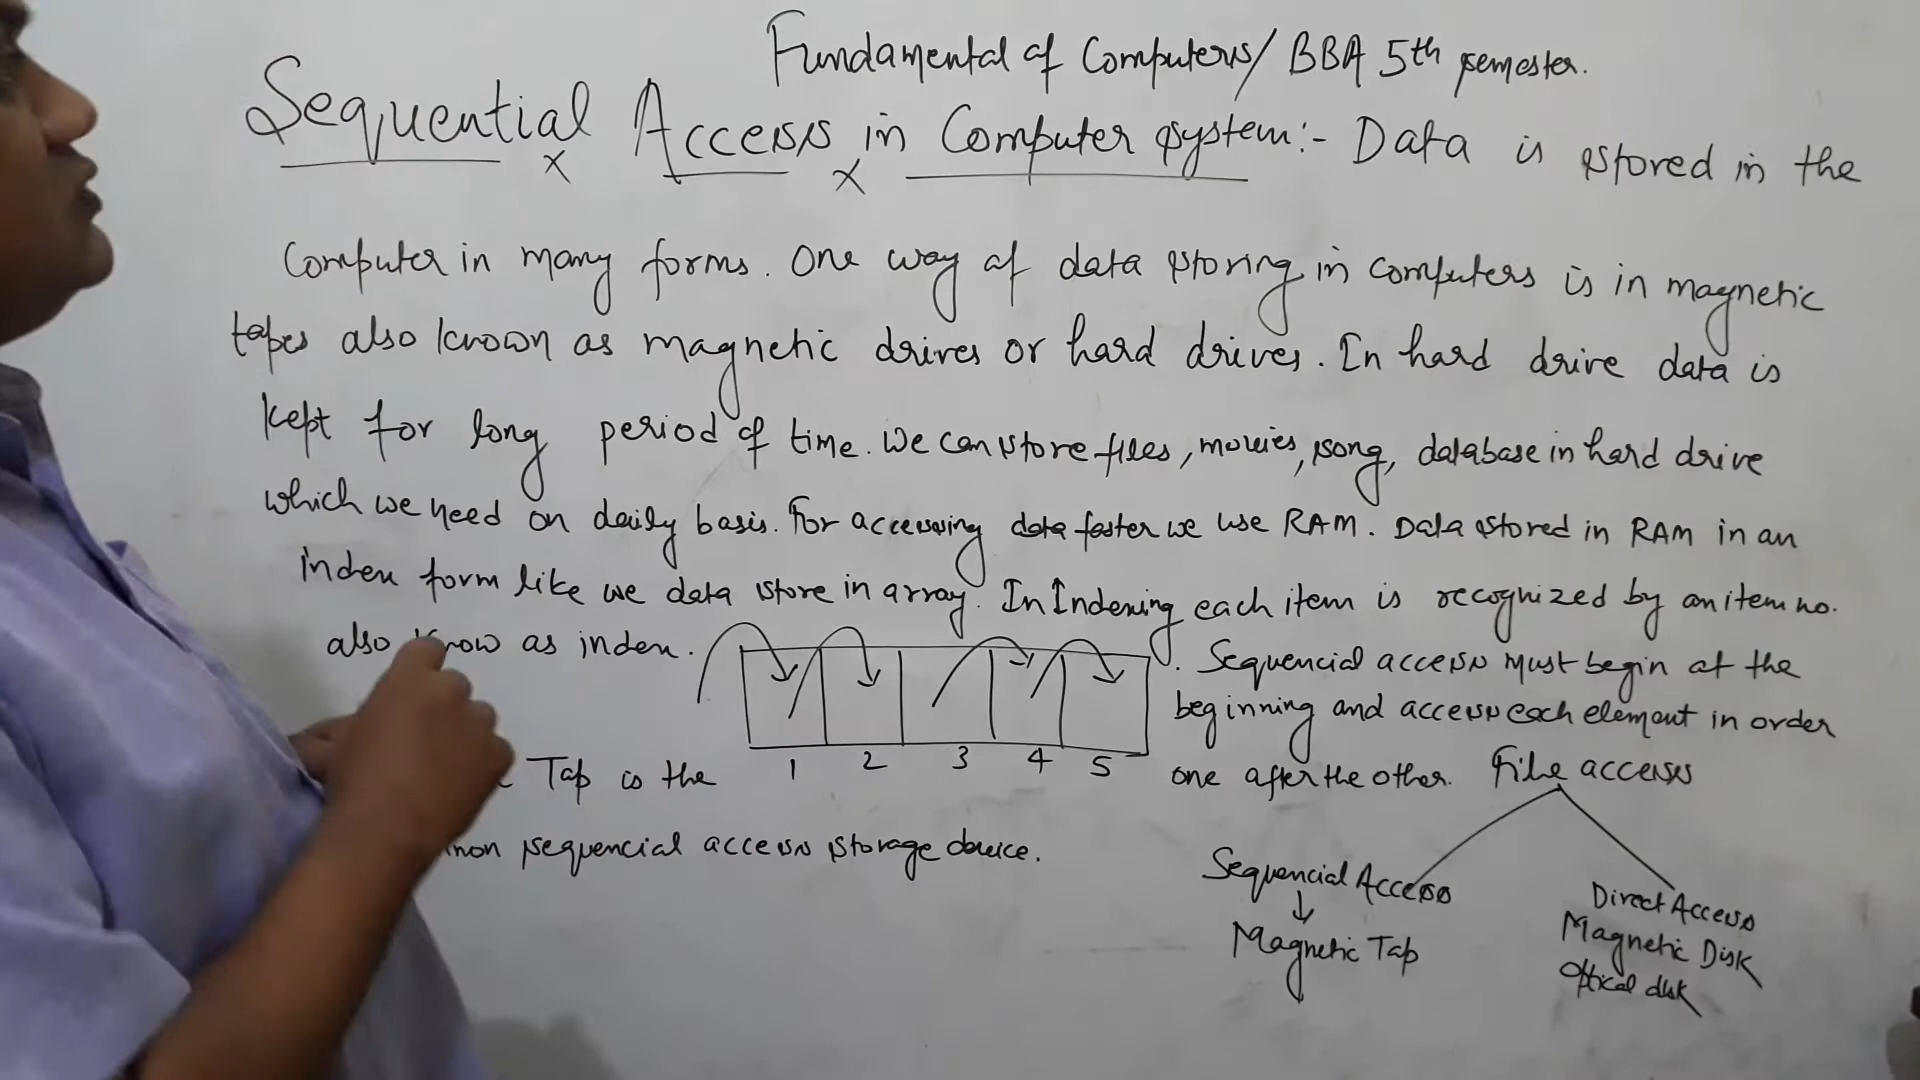 Fundamental of Computers/ BBA 5th semester.
Sequential Access in Computer system:- Data is stored in the
Computer in many forms. One way of data storing in computers is in magnetic
tapes also known as magnetic drives or hard drives. In hard drive data is
kept for long period of time. We can store files, movies, song, database in hard drive
which we need on daily basis. For accessing data faster we use RAM. Data stored in RAM in an
index form like we data store in array. In Indexing each item is recognized by an item no.
also know as index.
Sequencial access must begin at the
beginning and access each element in order
one after the other.
1 2 3 4 5
Tap is the
sequencial access storage device.
File access
Sequencial Access
Magnetic Tap
Direct Access
Magnetic Disk
Optical disk